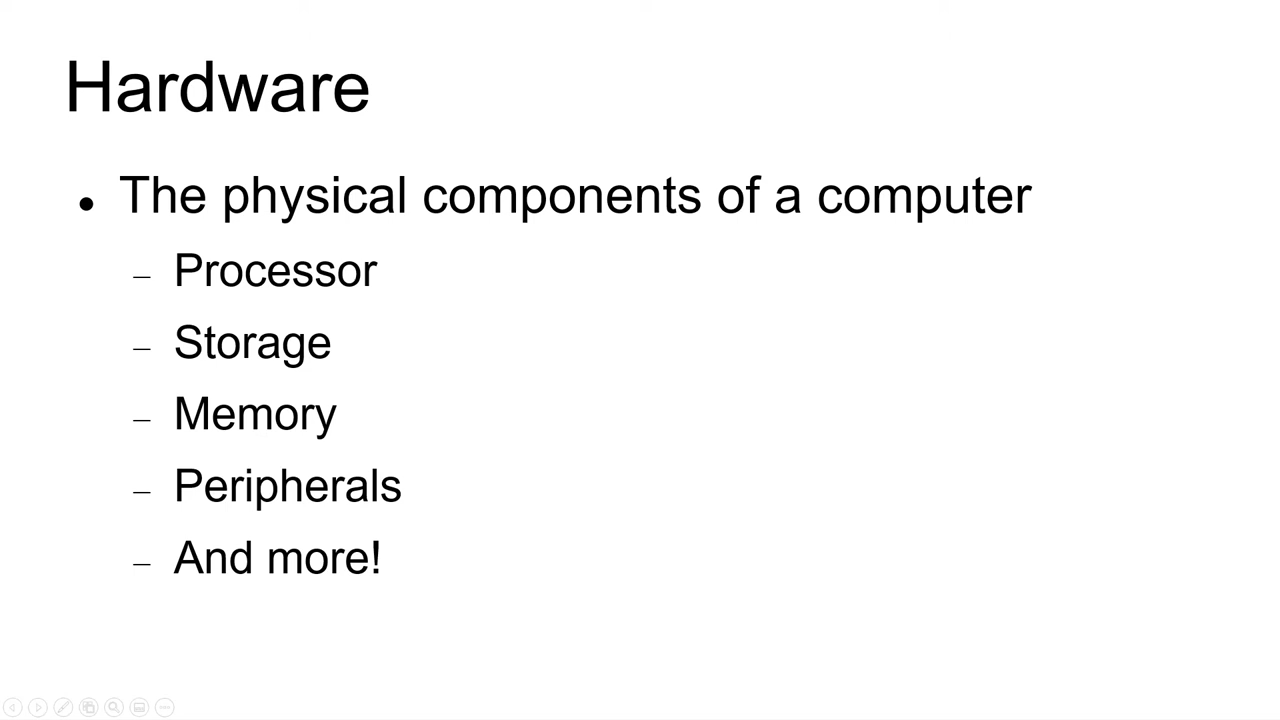 Hardware
● The physical components of a computer
– Processor
– Storage
– Memory
– Peripherals
– And more!